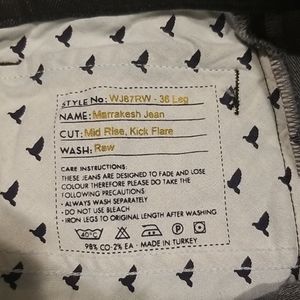 STYLE No: WJ87RW - 36 Leg
NAME: Marrakesh Jean
CUT: Mid Rise, Kick Flare
WASH: Raw
CARE INSTRUCTIONS:
THESE JEANS ARE DESIGNED TO FADE AND LOSE
COLOUR THEREFORE PLEASE DO TAKE THE
FOLLOWING PRECAUTIONS
- ALWAYS WASH SEPARATELY
- DO NOT USE BLEACH
- IRON LEGS TO ORIGINAL LENGTH AFTER WASHING
40°C
98% CO-2% EA - MADE IN TURKEY